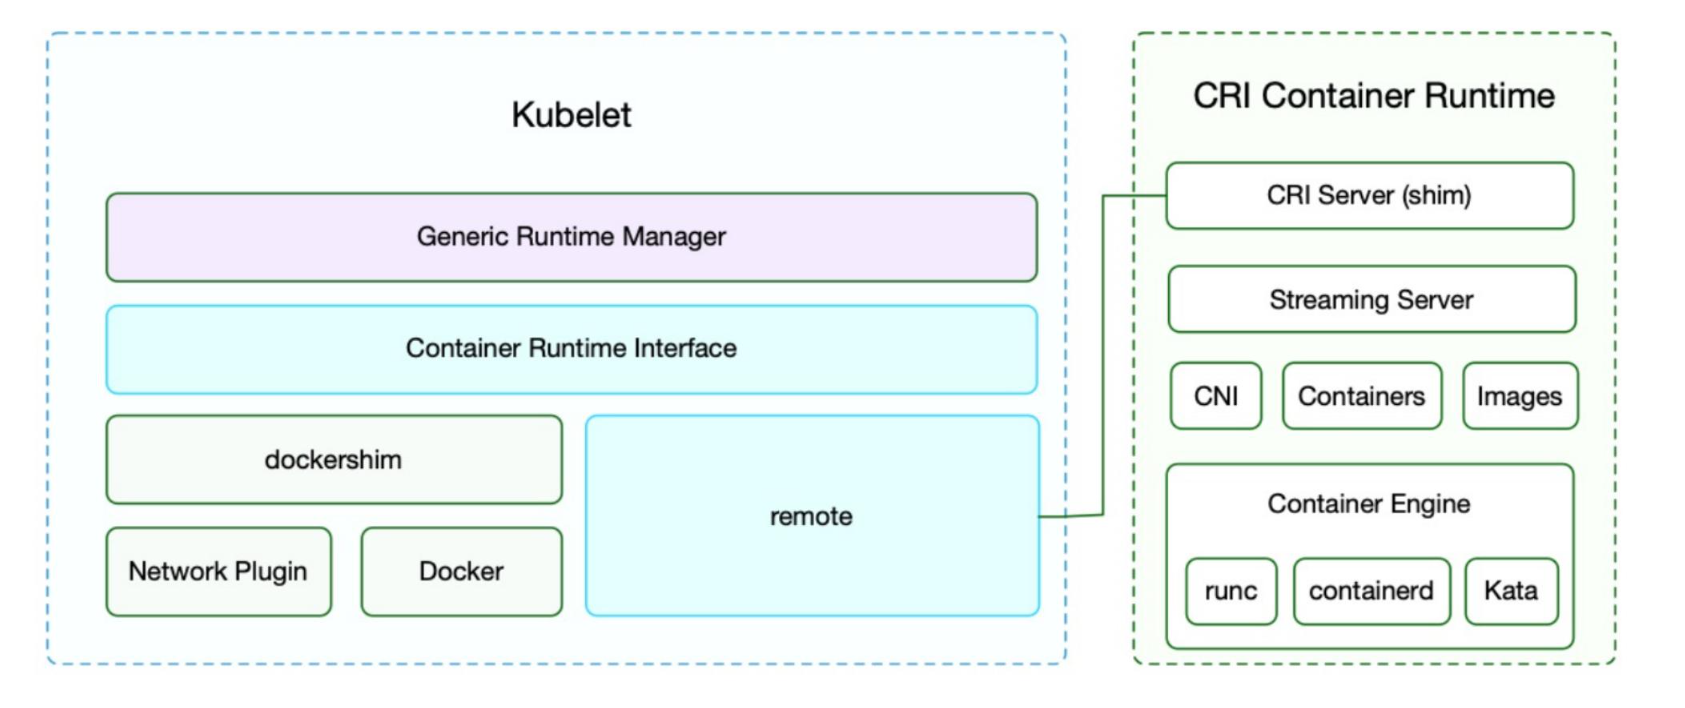 Kubelet
Generic Runtime Manager
Container Runtime Interface
dockershim
remote
Network Plugin
Docker
CRI Container Runtime
CRI Server (shim)
Streaming Server
CNI
Containers
Images
Container Engine
runc
containerd
Kata